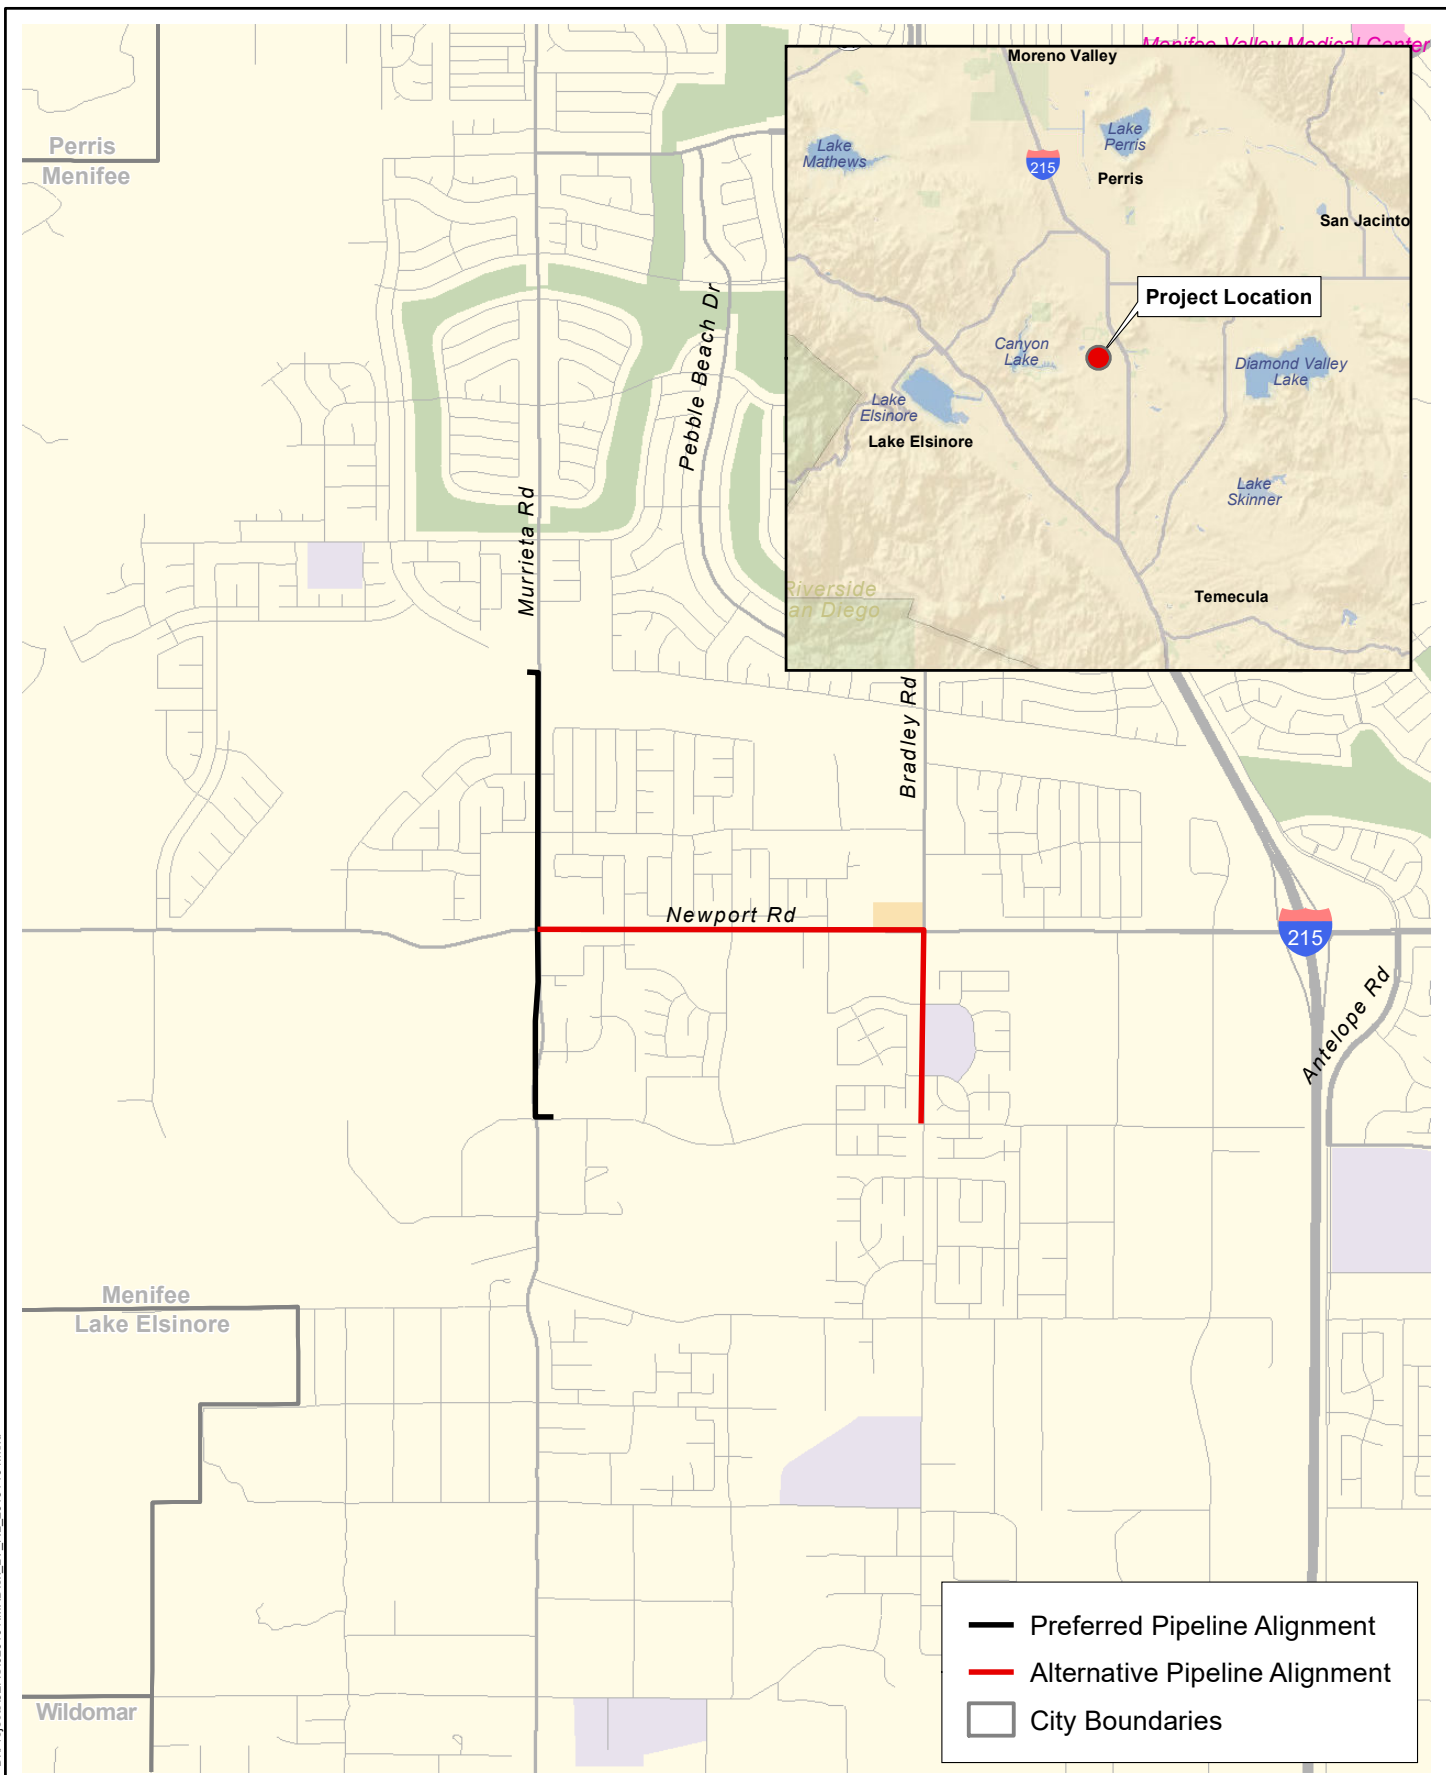 Menifee Valley Medical Center
Moreno Valley
Perris
Menifee
Lake
Mathews
Lake
Perris
215
Perris
San Jacinto
Project Location
Canyon
Lake
Diamond Valley
Lake
Lake
Elsinore
Lake Elsinore
Lake
Skinner
Riverside
San Diego
Temecula
Pebble Beach Dr
Murrieta Rd
Bradley Rd
Newport Rd
215
Antelope Rd
Menifee
Lake Elsinore
Wildomar
Preferred Pipeline Alignment
Alternative Pipeline Alignment
City Boundaries